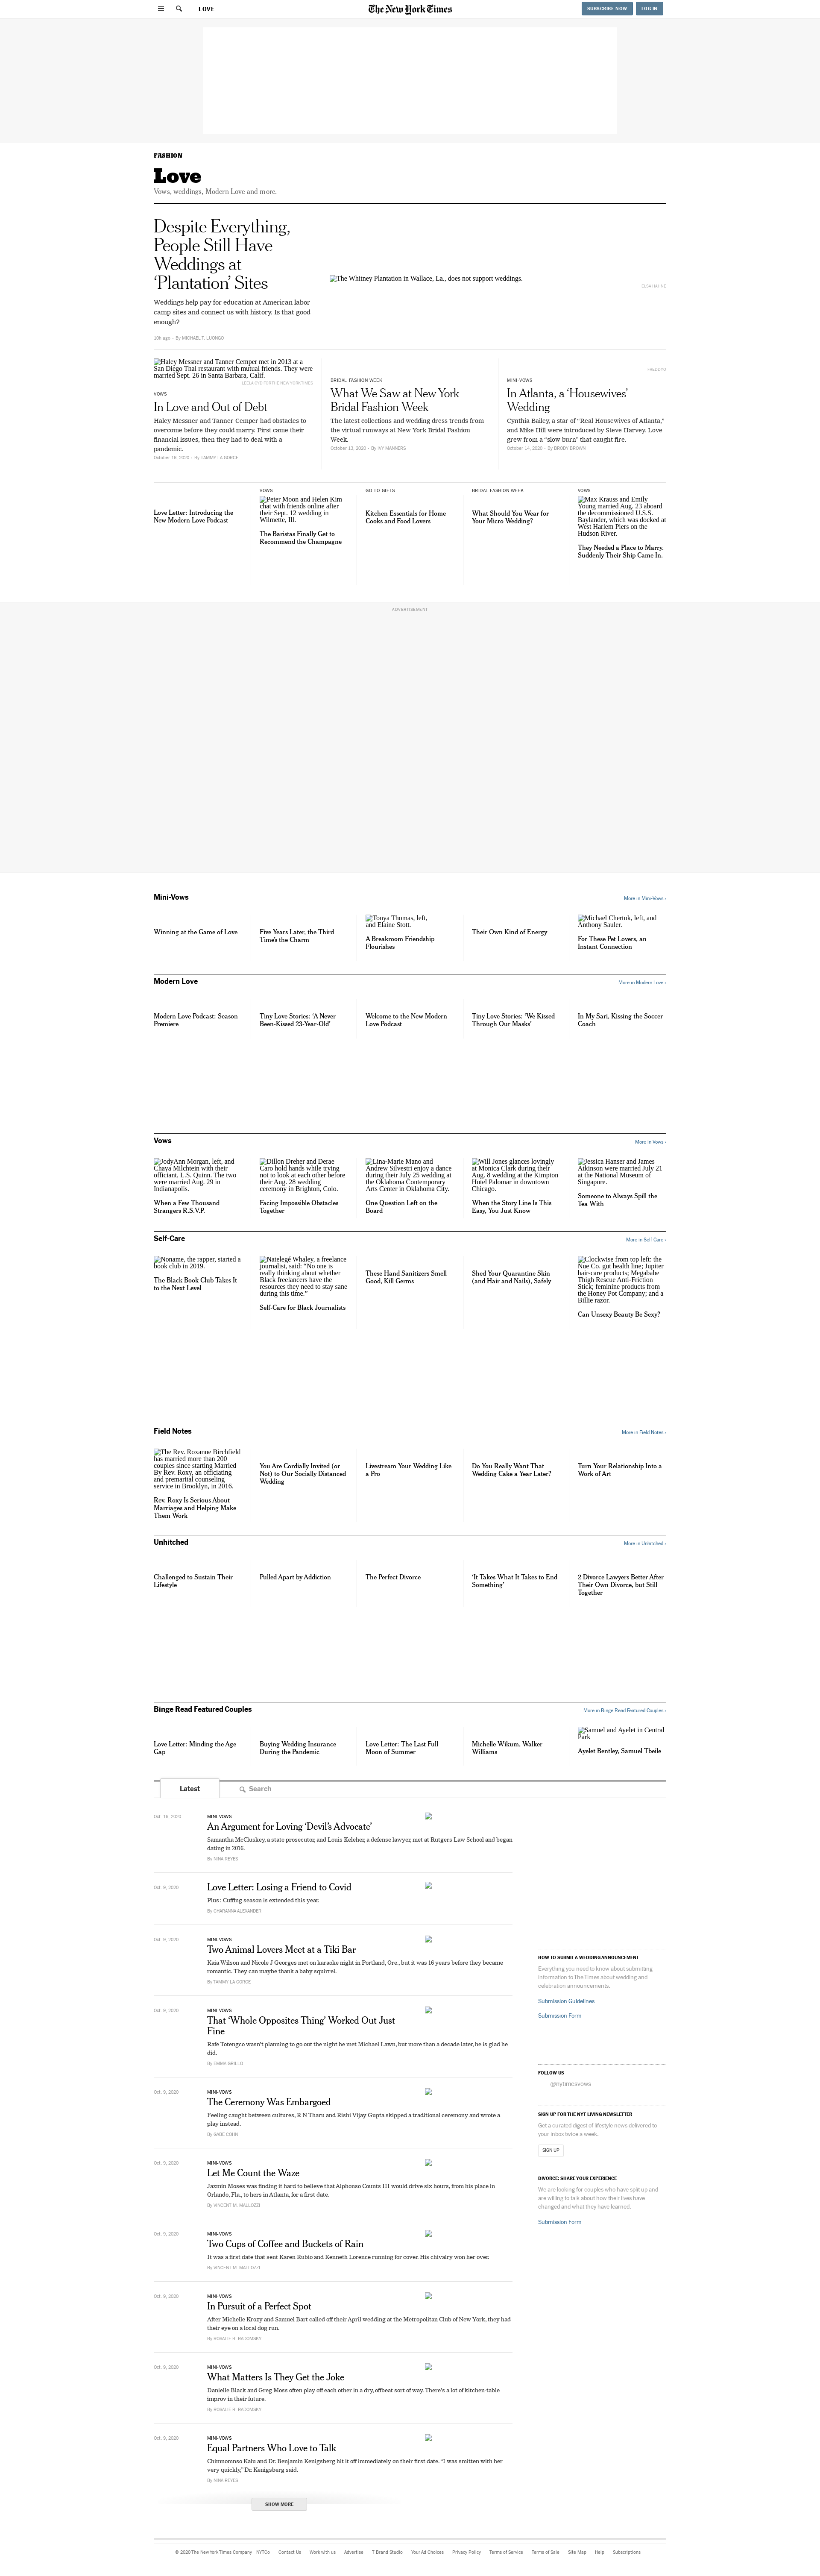 LOVE
The New York Times
SUBSCRIBE NOW
LOG IN
FASHION
Love
Vows, weddings, Modern Love and more.
Despite Everything,
People Still Have
Weddings at
‘Plantation’ Sites
Weddings help pay for education at American labor
camp sites and connect us with history. Is that good
enough?
By MICHAEL T. LUONGO
The Whitney Plantation in Wallace, La., does not support weddings.
Haley Messner and Tanner Cemper met in 2013 at a
San Diego Thai restaurant with mutual friends. They were
married Sept. 26 in Santa Barbara, Calif.
VOWS
In Love and Out of Debt
Haley Messner and Tanner Cemper had obstacles to
overcome before they could marry. First came their
financial issues, then they had to deal with a
pandemic.
October 16, 2020 - By TAMMY LA GORCE
BRIDAL FASHION WEEK
What We Saw at New York
Bridal Fashion Week
The latest collections and wedding dress trends from
the virtual runways at New York Bridal Fashion
Week.
October 13, 2020 - By IVY MANNERS
MINI-VOWS
In Atlanta, a ‘Housewives’
Wedding
Cynthia Bailey, a star of “Real Housewives of Atlanta,”
and Mike Hill were introduced by Steve Harvey. Love
grew from a “slow burn” that caught fire.
October 14, 2020 - By BRODY BROWN
Love Letter: Introducing the
New Modern Love Podcast
VOWS
Peter Moon and Helen Kim
chat with friends online after
their Sept. 12 wedding in
Wilmette, Ill.
The Baristas Finally Get to
Recommend the Champagne
GO-TO-GIFTS
Kitchen Essentials for Home
Cooks and Food Lovers
BRIDAL FASHION WEEK
What Should You Wear for
Your Micro Wedding?
VOWS
Max Krauss and Emily
Young married Aug. 23 aboard
the decommissioned U.S.S.
Baylander, which was docked at
West Harlem Piers on the
Hudson River.
They Needed a Place to Marry.
Suddenly Their Ship Came In.
ADVERTISEMENT
Mini-Vows
More in Mini-Vows ›
Winning at the Game of Love
Five Years Later, the Third
Time’s the Charm
Tonya Thomas, left,
and Elaine Stott.
A Breakroom Friendship
Flourishes
Their Own Kind of Energy
Michael Chertok, left, and
Anthony Sauler.
For These Pet Lovers, an
Instant Connection
Modern Love
More in Modern Love ›
Modern Love Podcast: Season
Premiere
Tiny Love Stories: ‘A Never-
Been-Kissed 23-Year-Old’
Welcome to the New Modern
Love Podcast
Tiny Love Stories: ‘We Kissed
Through Our Masks’
In My Sari, Kissing the Soccer
Coach
Vows
More in Vows ›
JodyAnn Morgan, left, and
Chaya Milchtein with their
officiant, L.S. Quinn. The two
were married Aug. 29 in
Indianapolis.
When a Few Thousand
Strangers R.S.V.P.
Dillon Dreher and Derae
Caro hold hands while trying
not to look at each other before
their Aug. 28 wedding
ceremony in Brighton, Colo.
Facing Impossible Obstacles
Together
Lina-Marie Mano and
Andrew Silvestri enjoy a dance
during their July 25 wedding at
the Oklahoma Contemporary
Arts Center in Oklahoma City.
One Question Left on the
Board
Will Jones glances lovingly
at Monica Clark during their
Aug. 8 wedding at the Kimpton
Hotel Palomar in downtown
Chicago.
When the Story Line Is This
Easy, You Just Know
Jessica Hanser and James
Atkinson were married July 21
at the National Museum of
Singapore.
Someone to Always Spill the
Tea With
Self-Care
More in Self-Care ›
Noname, the rapper, started a
book club in 2019.
The Black Book Club Takes It
to the Next Level
Natelegé Whaley, a freelance
journalist, said: “No one is
really thinking about whether
Black freelancers have the
resources they need to stay sane
during this time.”
Self-Care for Black Journalists
These Hand Sanitizers Smell
Good, Kill Germs
Shed Your Quarantine Skin
(and Hair and Nails), Safely
Clockwise from top left: the
Nue Co. gut health line; Jupiter
hair-care products; Megababe
Thigh Rescue Anti-Friction
Stick; feminine products from
the Honey Pot Company; and a
Billie razor.
Can Unsexy Beauty Be Sexy?
Field Notes
More in Field Notes ›
The Rev. Roxanne Birchfield
has married more than 200
couples since starting Married
By Rev. Roxy, an officiating
and premarital counseling
service in Brooklyn, in 2016.
Rev. Roxy Is Serious About
Marriages and Helping Make
Them Work
You Are Cordially Invited (or
Not) to Our Socially Distanced
Wedding
Livestream Your Wedding Like
a Pro
Do You Really Want That
Wedding Cake a Year Later?
Turn Your Relationship Into a
Work of Art
Unhitched
More in Unhitched ›
Challenged to Sustain Their
Lifestyle
Pulled Apart by Addiction
The Perfect Divorce
‘It Takes What It Takes to End
Something’
2 Divorce Lawyers Better After
Their Own Divorce, but Still
Together
Binge Read Featured Couples
More in Binge Read Featured Couples ›
Love Letter: Minding the Age
Gap
Buying Wedding Insurance
During the Pandemic
Love Letter: The Last Full
Moon of Summer
Michelle Wikum, Walker
Williams
Samuel and Ayelet in Central
Park
Ayelet Bentley, Samuel Tbeile
Latest
Search
Oct. 16, 2020
MINI-VOWS
An Argument for Loving ‘Devil’s Advocate’
Samantha McCluskey, a state prosecutor, and Louis Keleher, a defense lawyer, met at Rutgers Law School and began
dating in 2016.
By NINA REYES
Oct. 9, 2020
Love Letter: Losing a Friend to Covid
Plus: Cuffing season is extended this year.
By CHARANNA ALEXANDER
Oct. 9, 2020
MINI-VOWS
Two Animal Lovers Meet at a Tiki Bar
Kaia Wilson and Nicole J Georges met on karaoke night in Portland, Ore., but it was 16 years before they became
romantic. They can maybe thank a baby squirrel.
By TAMMY LA GORCE
Oct. 9, 2020
MINI-VOWS
That ‘Whole Opposites Thing’ Worked Out Just
Fine
Rafe Totengco wasn’t planning to go out the night he met Michael Lawn, but more than a decade later, he is glad he
did.
By EMMA GRILLO
Oct. 9, 2020
MINI-VOWS
The Ceremony Was Embargoed
Feeling caught between cultures, R N Tharu and Rishi Vijay Gupta skipped a traditional ceremony and wrote a
play instead.
By GABE COHN
Oct. 9, 2020
MINI-VOWS
Let Me Count the Waze
Jazmin Moses was finding it hard to believe that Alphonso Counts III would drive six hours, from his place in
Orlando, Fla., to hers in Atlanta, for a first date.
By VINCENT M. MALLOZZI
Oct. 9, 2020
MINI-VOWS
Two Cups of Coffee and Buckets of Rain
It was a first date that sent Karen Rubio and Kenneth Lorence running for cover. His chivalry won her over.
By VINCENT M. MALLOZZI
Oct. 9, 2020
MINI-VOWS
In Pursuit of a Perfect Spot
After Michelle Krozy and Samuel Bart called off their April wedding at the Metropolitan Club of New York, they had
their eye on a local dog run.
By ROSALIE R. RADOMSKY
Oct. 9, 2020
MINI-VOWS
What Matters Is They Get the Joke
Danielle Black and Greg Moss often play off each other in a dry, offbeat sort of way. There’s a lot of kitchen-table
improv in their future.
By ROSALIE R. RADOMSKY
Oct. 9, 2020
MINI-VOWS
Equal Partners Who Love to Talk
Chinmomnso Kalu and Dr. Benjamin Kenigsberg hit it off immediately on their first date. “I was smitten with her
very quickly,” Dr. Kenigsberg said.
By NINA REYES
SHOW MORE
HOW TO SUBMIT A WEDDING ANNOUNCEMENT
Everything you need to know about submitting
information to The Times about wedding and
celebration announcements.
Submission Guidelines
Submission Form
FOLLOW US
@nytimesvows
SIGN UP FOR THE NYT LIVING NEWSLETTER
Get a curated digest of lifestyle news delivered to
your inbox twice a week.
SIGN UP
DIVORCE: SHARE YOUR EXPERIENCE
We are looking for couples who have split up and
are willing to talk about how their lives have
changed and what they have learned.
Submission Form
© 2020 The New York Times Company
NYTCo
Contact Us
Work with us
Advertise
T Brand Studio
Your Ad Choices
Privacy Policy
Terms of Service
Terms of Sale
Site Map
Help
Subscriptions